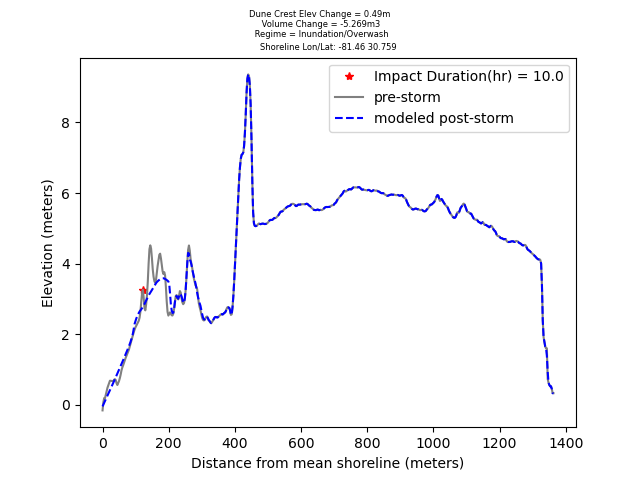 Dune Crest Elev Change = 0.49m
Volume Change = -5.269m3
Regime = Inundation/Overwash
Shoreline Lon/Lat: -81.46 30.759
Impact Duration(hr) = 10.0
pre-storm
modeled post-storm
8
6
4
2
0
Elevation (meters)
0 200 400 600 800 1000 1200 1400
Distance from mean shoreline (meters)